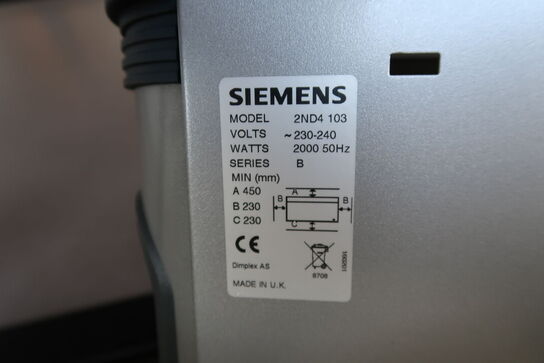 SIEMENS
MODEL 2ND4 103
VOLTS ~230-240
WATTS 2000 50Hz
SERIES B
MIN (mm)
A 450
B 230
C 230
A
B B
C
CE
Dimplex AS
8708
MADE IN U.K.